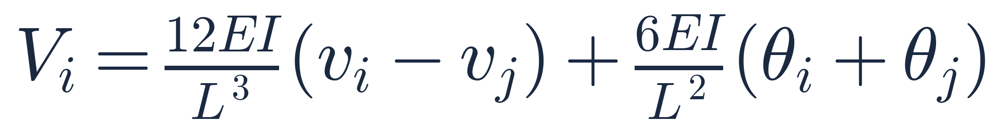 V_i = \frac{12EI}{L^3}(v_i - v_j) + \frac{6EI}{L^2}(\theta_i + \theta_j)